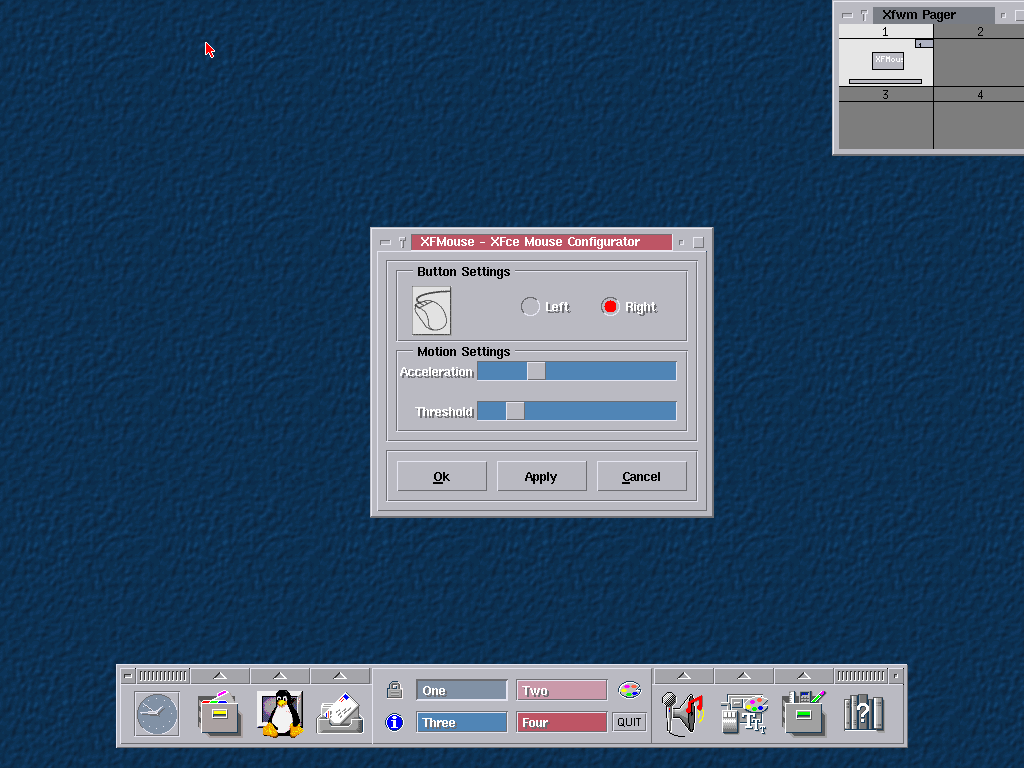 Xfwm Pager
1 2
XFMous
3 4
XFMouse - XFce Mouse Configurator
Button Settings
Left Right
Motion Settings
Acceleration
Threshold
Ok Apply Cancel
One Two
Three Four QUIT